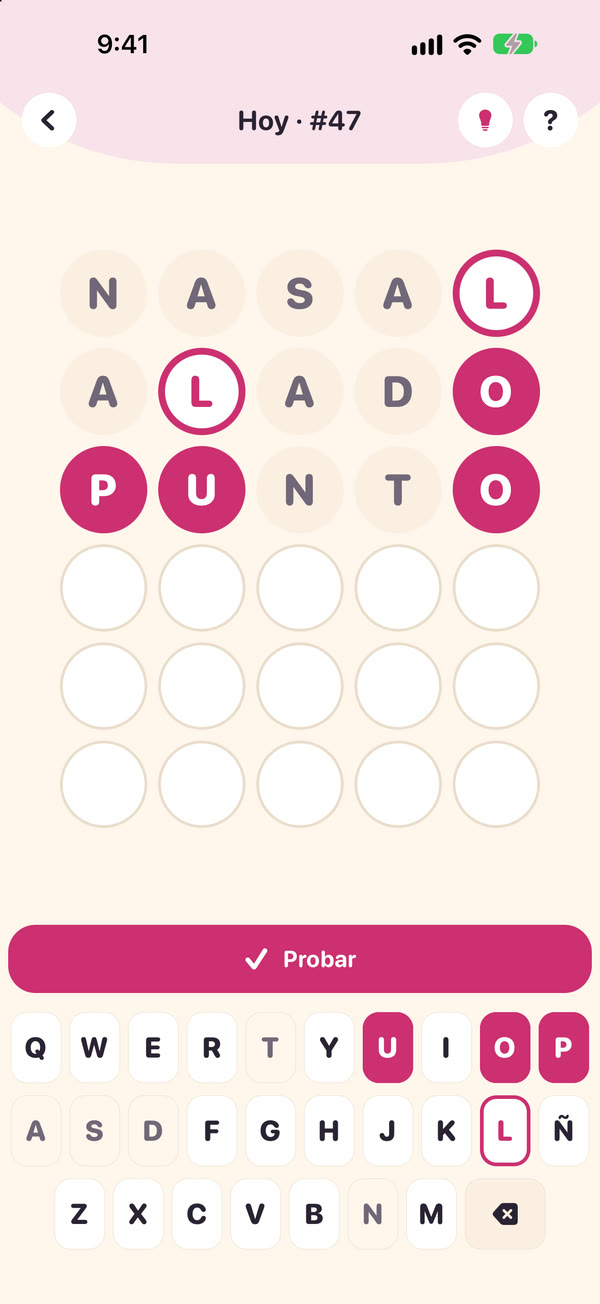 9:41
Hoy · #47
?
N A S A L
A L A D O
P U N T O
Probar
Q W E R T Y U I O P
A S D F G H J K L Ñ
Z X C V B N M